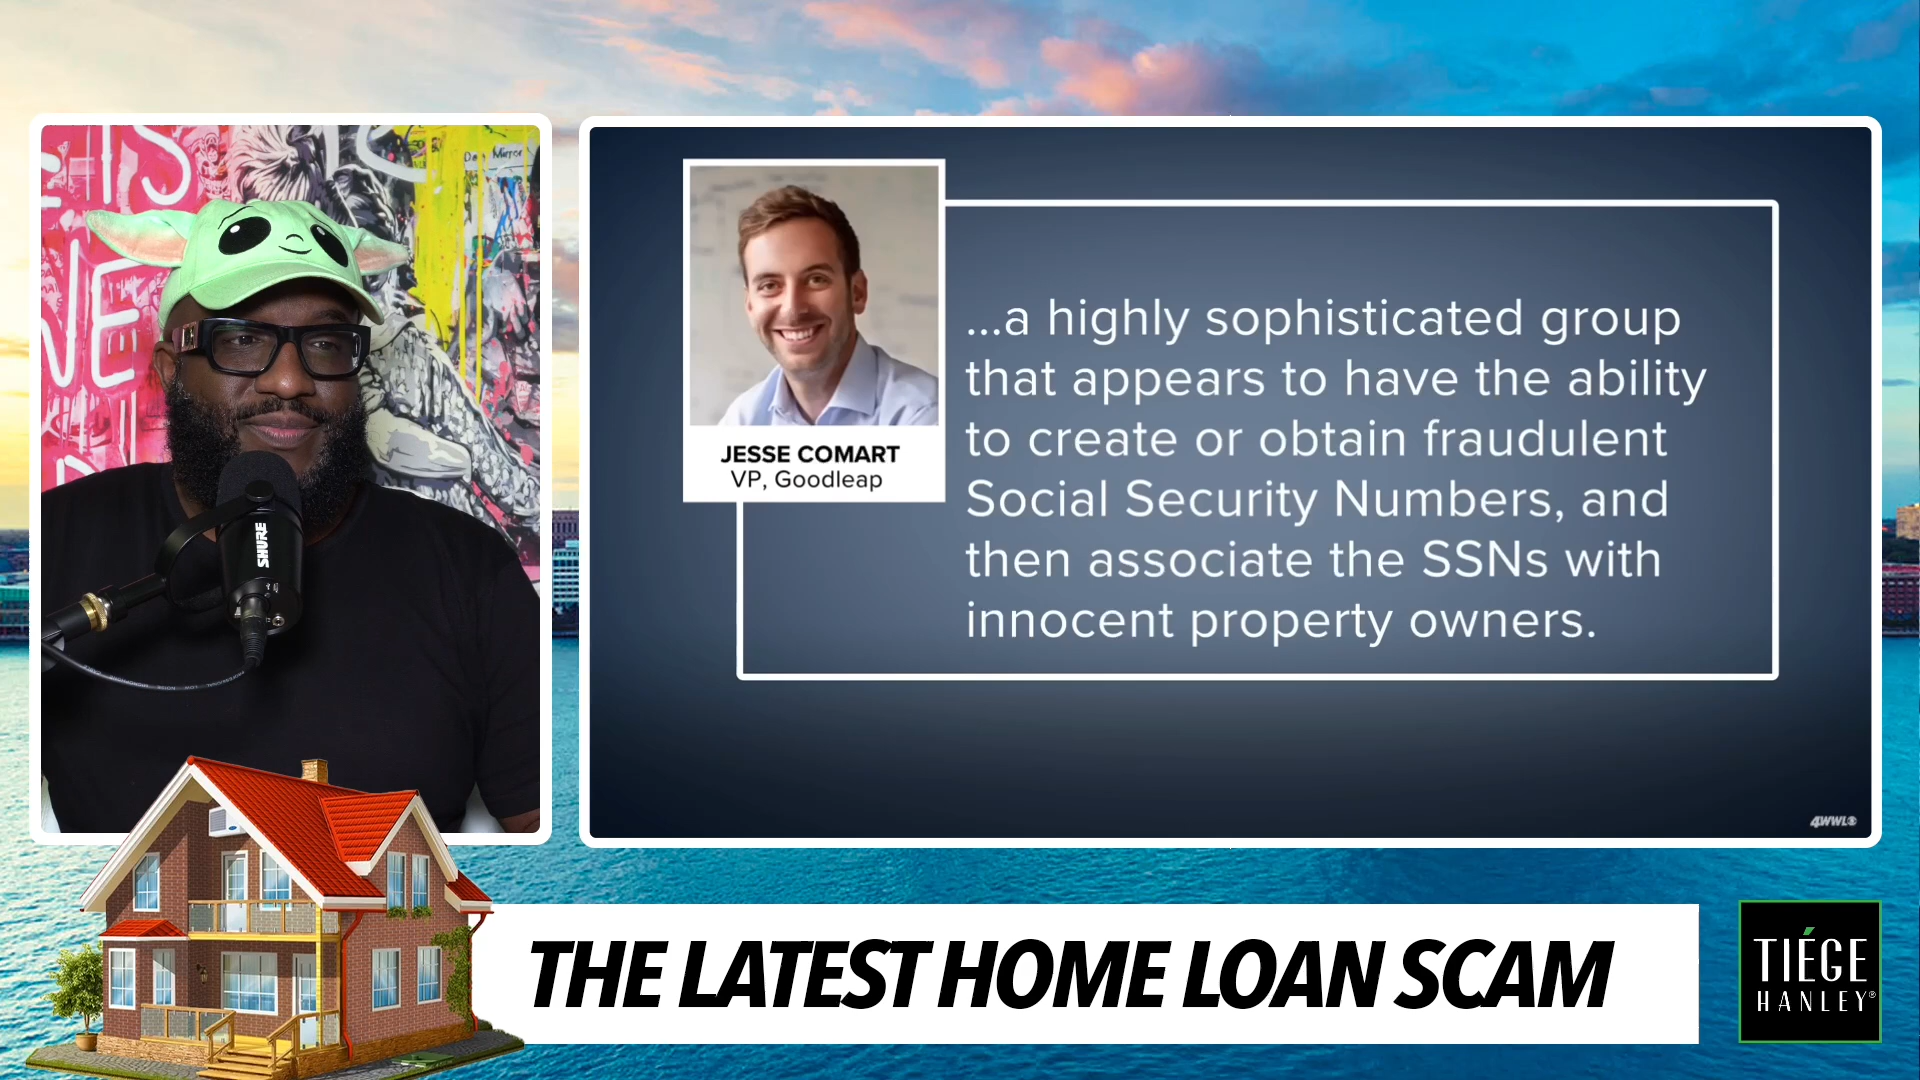 Dear Mirror
SHURE
JESSE COMART
VP, Goodleap
...a highly sophisticated group
that appears to have the ability
to create or obtain fraudulent
Social Security Numbers, and
then associate the SSNs with
innocent property owners.
4WWL
THE LATEST HOME LOAN SCAM
TIÉGE
HANLEY®